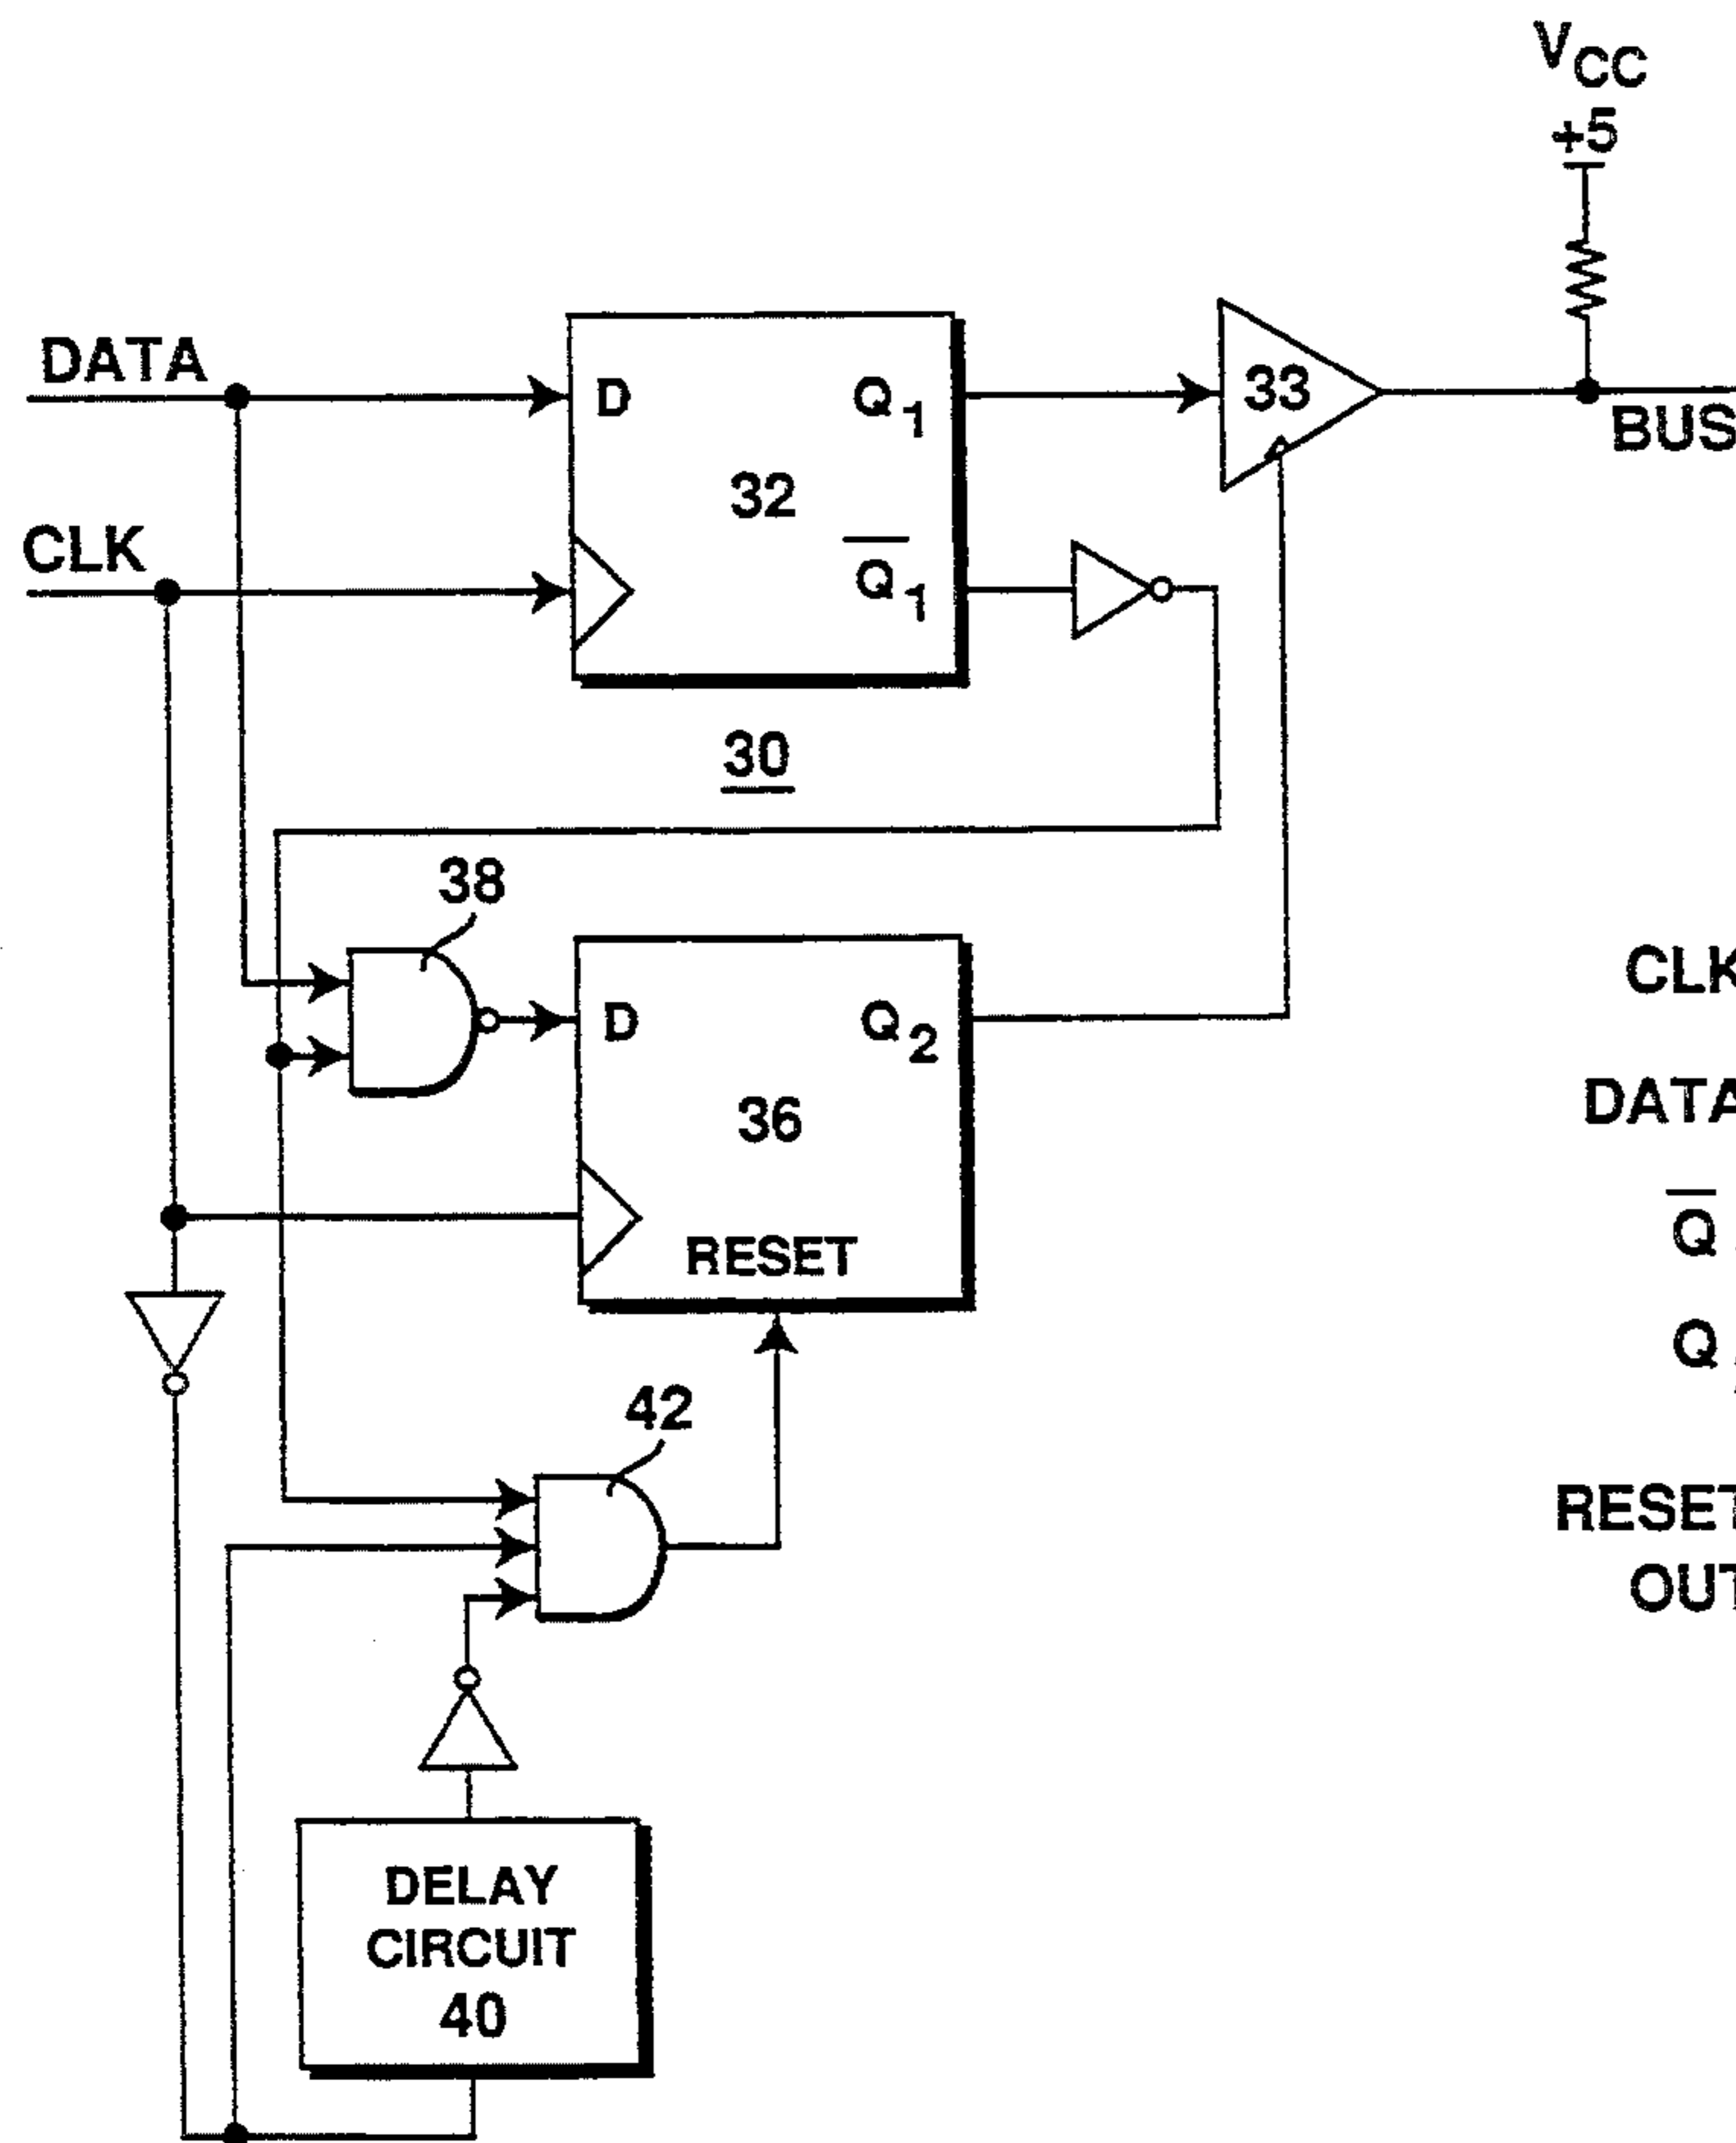 VCC
+5
DATA
D
Q1
33
BUS
32
CLK
Q̅1
30
38
CLK
D
Q2
DATA
36
Q̅
RESET
Q
42
RESET
OUT
DELAY
CIRCUIT
40